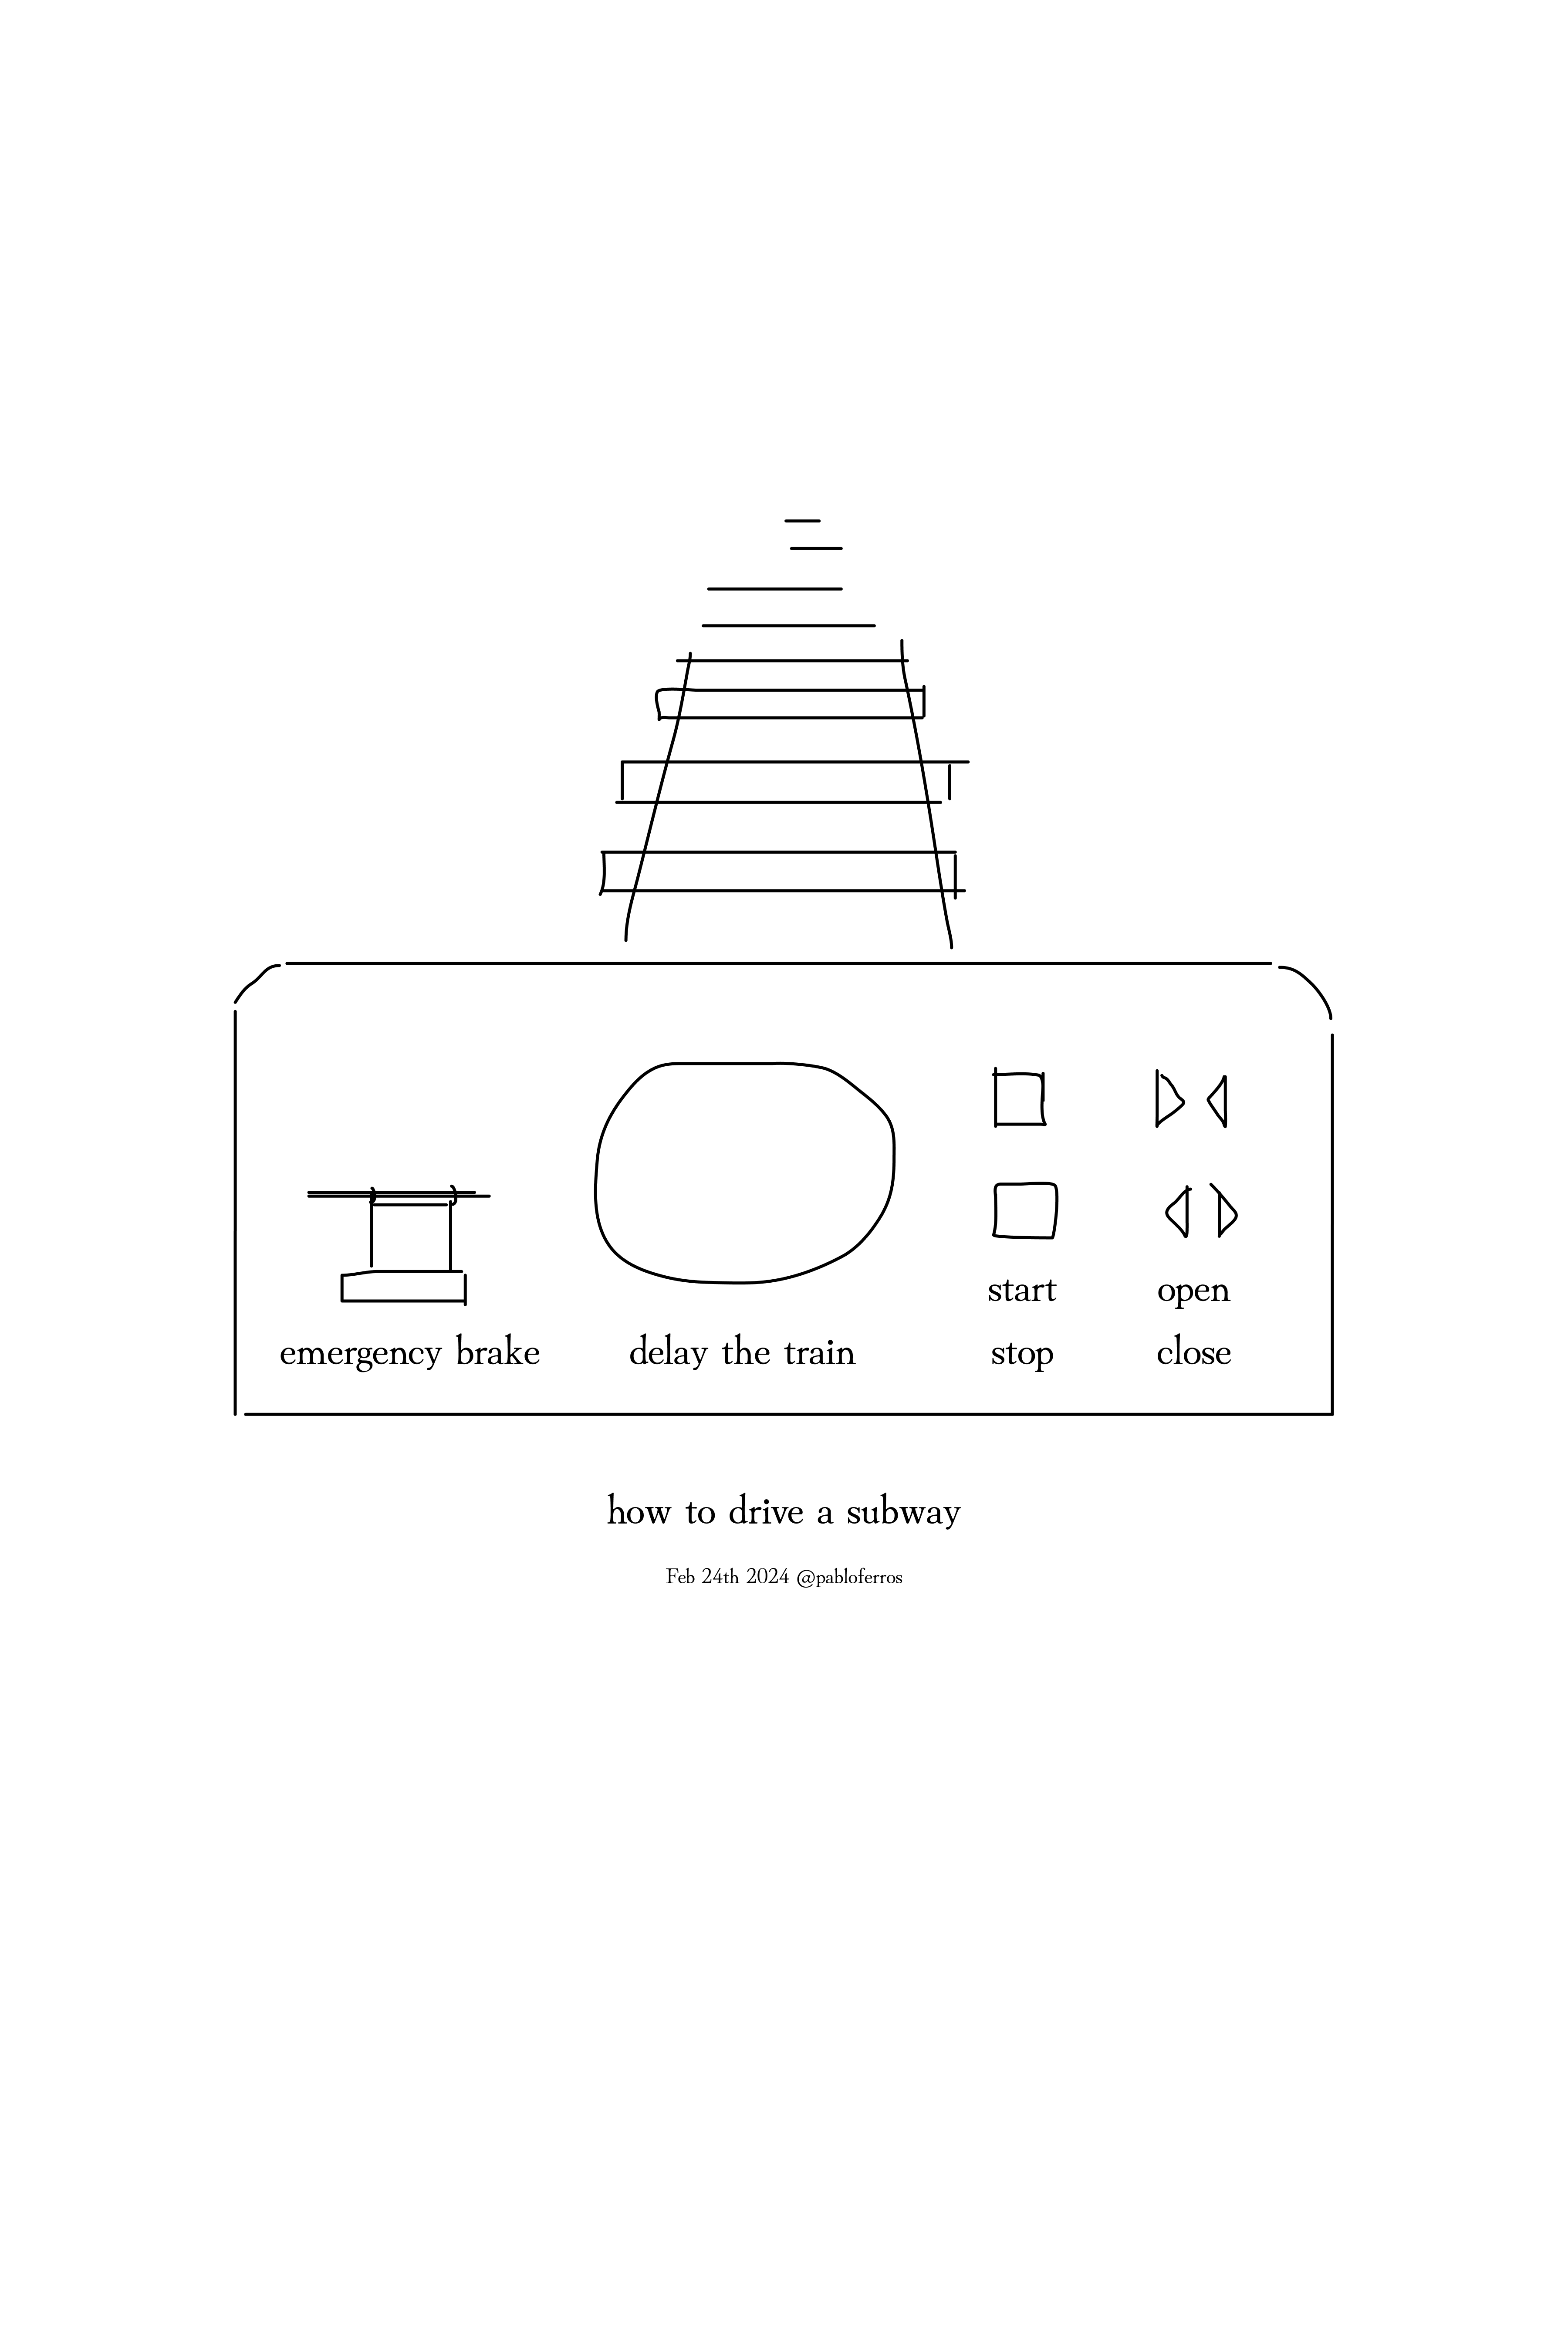 start
open
emergency brake
delay the train
stop
close
how to drive a subway
Feb 24th 2024 @pabloferros